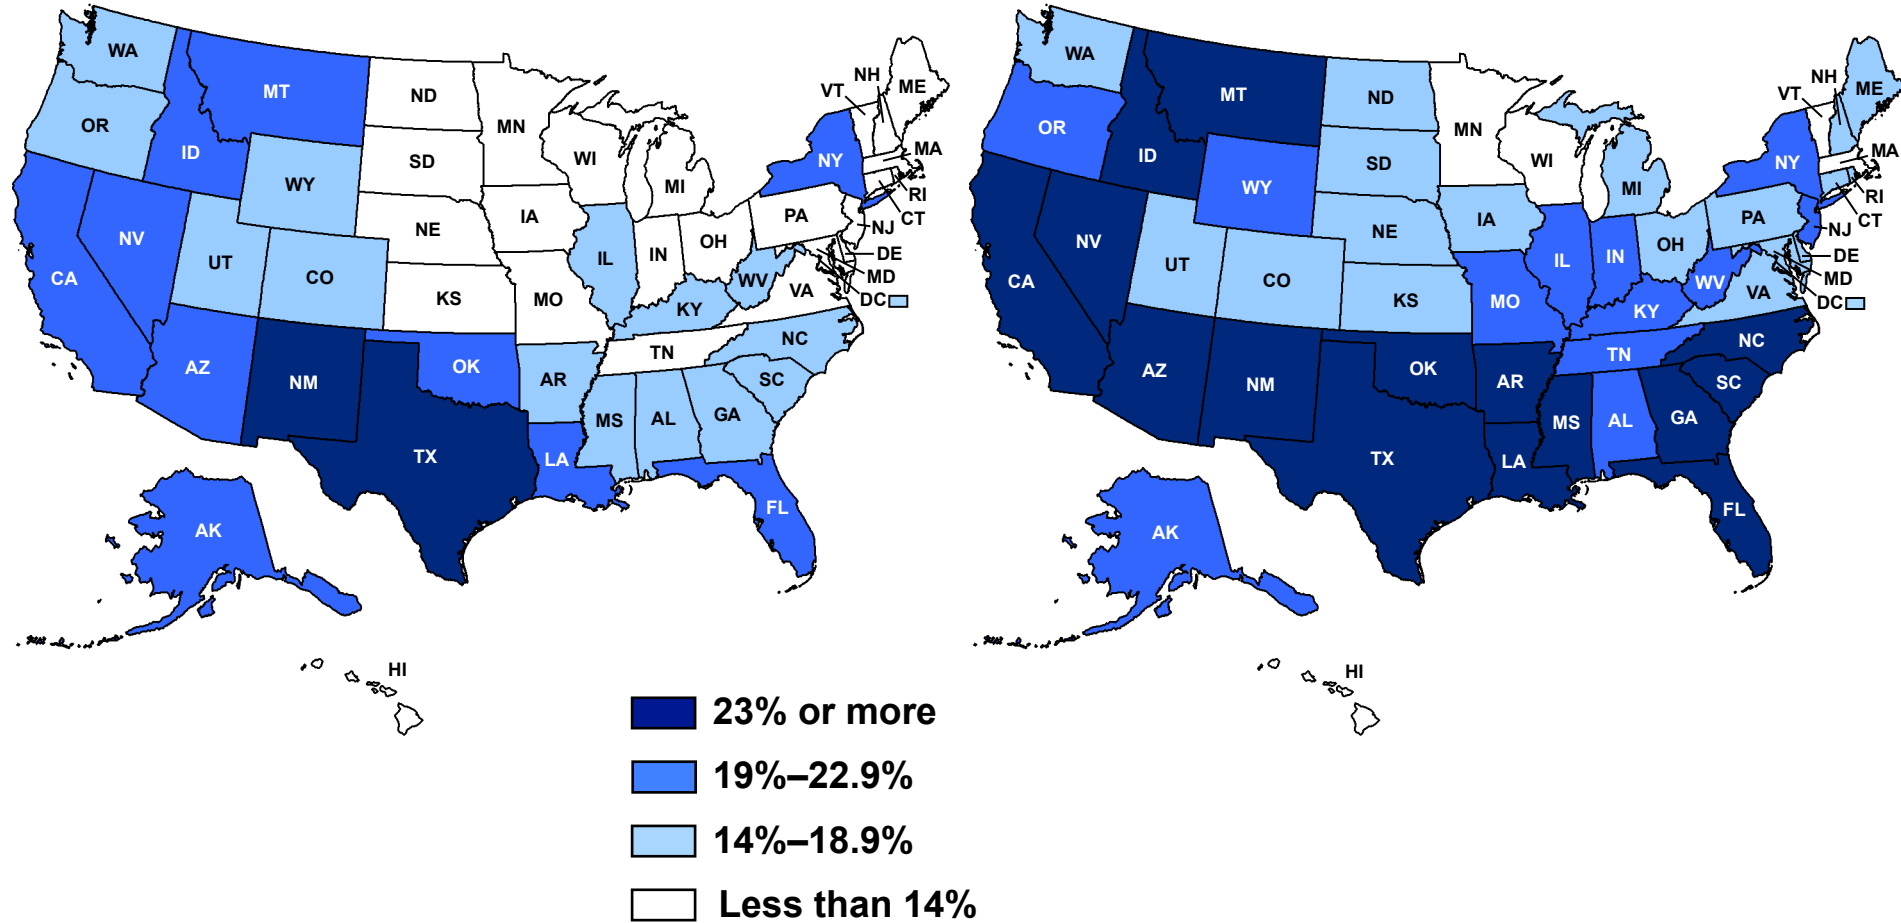 WA
MT
ND
MN
VT
NH
ME
OR
ID
SD
WI
MI
NY
MA
RI
CT
WY
NE
IA
PA
NJ
NV
UT
CO
IL
IN
OH
DE
MD
DC
CA
KS
MO
WV
VA
KY
AZ
NM
OK
AR
TN
NC
SC
MS
AL
GA
TX
LA
FL
AK
HI
WA
MT
ND
MN
VT
NH
ME
OR
ID
SD
WI
MI
NY
MA
RI
CT
WY
NE
IA
PA
NJ
NV
UT
CO
IL
IN
OH
DE
MD
DC
CA
KS
MO
WV
VA
KY
AZ
NM
OK
AR
TN
NC
SC
MS
AL
GA
TX
LA
FL
AK
HI
23% or more
19%–22.9%
14%–18.9%
Less than 14%